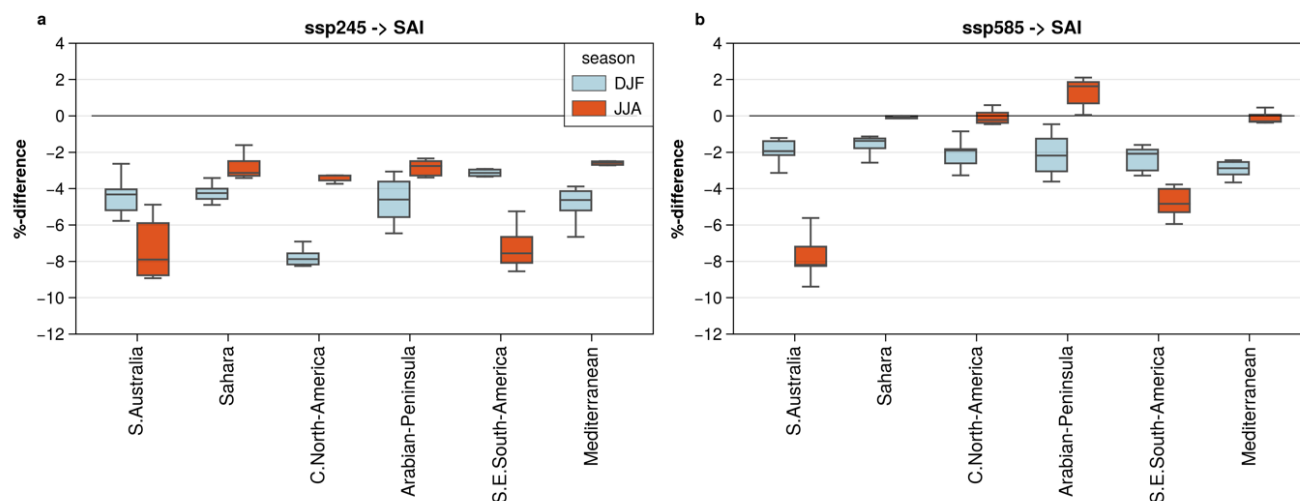 a
ssp245 -> SAI
%-difference
4
2
0
−2
−4
−6
−8
−10
−12
season
DJF
JJA
S.Australia
Sahara
C.North-America
Arabian-Peninsula
S.E.South-America
Mediterranean
b
ssp585 -> SAI
%-difference
4
2
0
−2
−4
−6
−8
−10
−12
S.Australia
Sahara
C.North-America
Arabian-Peninsula
S.E.South-America
Mediterranean